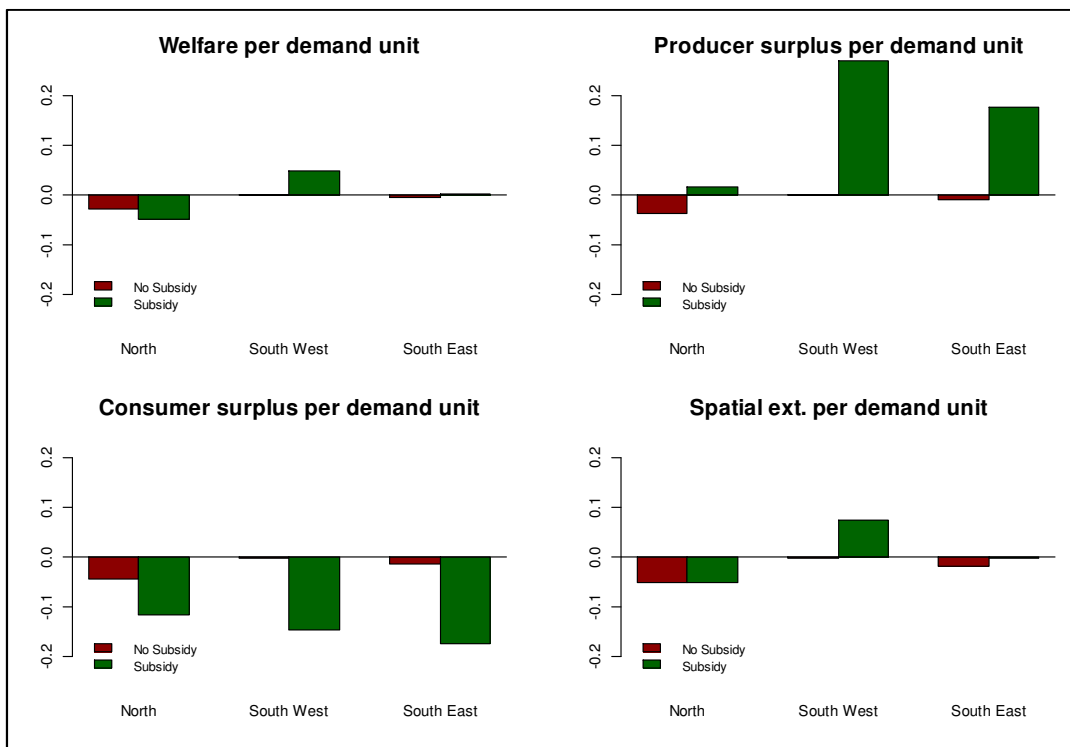 Welfare per demand unit
0.2
0.1
0.0
-0.1
-0.2
No Subsidy
Subsidy
North South West South East
Producer surplus per demand unit
0.2
0.1
0.0
-0.1
-0.2
No Subsidy
Subsidy
North South West South East
Consumer surplus per demand unit
0.2
0.1
0.0
-0.1
-0.2
No Subsidy
Subsidy
North South West South East
Spatial ext. per demand unit
0.2
0.1
0.0
-0.1
-0.2
No Subsidy
Subsidy
North South West South East